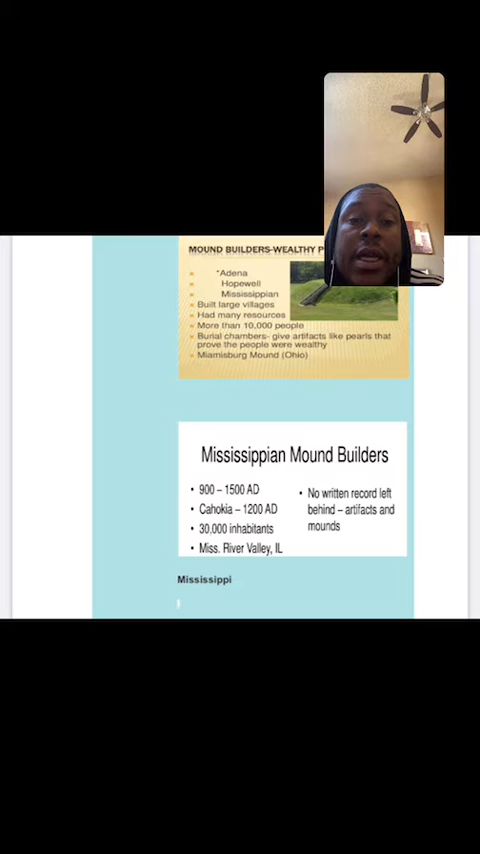 MOUND BUILDERS-WEALTHY
*Adena
Hopewell
Mississippian
Built large villages
Had many resources
More than 10,000 people
Burial chambers- give artifacts like pearls that
prove the people were wealthy
Miamisburg Mound (Ohio)
Mississippian Mound Builders
• 900 – 1500 AD
• Cahokia – 1200 AD
• 30,000 inhabitants
• Miss. River Valley, IL
• No written record left
behind – artifacts and
mounds
Mississippi